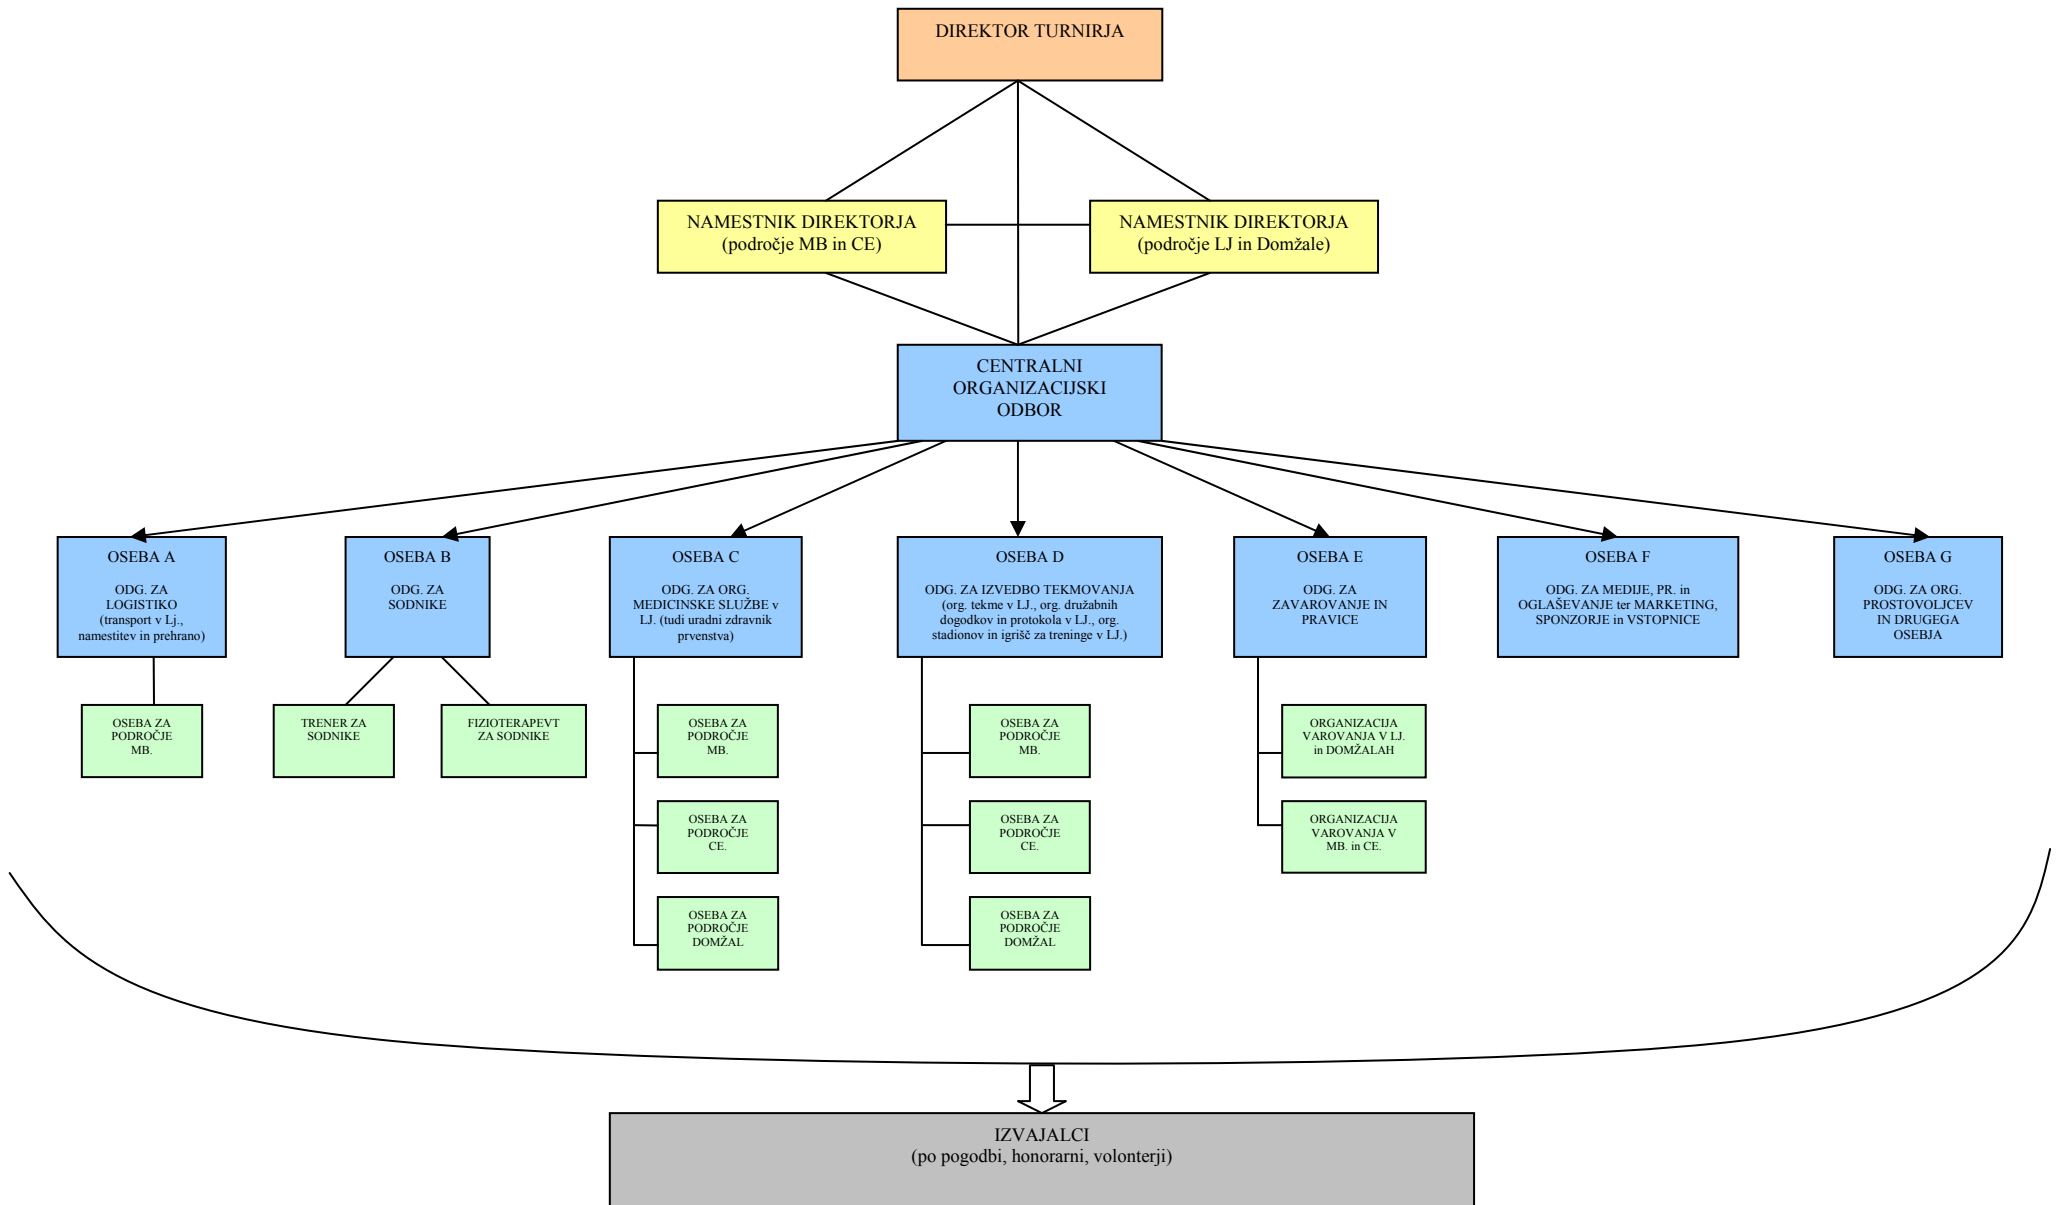 DIREKTOR TURNIRJA
NAMESTNIK DIREKTORJA
(področje MB in CE)
NAMESTNIK DIREKTORJA
(področje LJ in Domžale)
CENTRALNI
ORGANIZACIJSKI
ODBOR
OSEBA A
ODG. ZA
LOGISTIKO
(transport v Lj.,
namestitev in prehrano)
OSEBA B
ODG. ZA
SODNIKE
OSEBA C
ODG. ZA ORG.
MEDICINSKE SLUŽBE v
LJ. (tudi uradni zdravnik
prvenstva)
OSEBA D
ODG. ZA IZVEDBO TEKMOVANJA
(org. tekme v LJ., org. družabnih
dogodkov in protokola v LJ., org.
stadionov in igrišč za treninge v LJ.)
OSEBA E
ODG. ZA
ZAVAROVANJE IN
PRAVICE
OSEBA F
ODG. ZA MEDIJE, PR. in
OGLAŠEVANJE ter MARKETING,
SPONZORJE in VSTOPNICE
OSEBA G
ODG. ZA ORG.
PROSTOVOLJCEV
IN DRUGEGA
OSEBJA
OSEBA ZA
PODROČJE
MB.
TRENER ZA
SODNIKE
FIZIOTERAPEVT
ZA SODNIKE
OSEBA ZA
PODROČJE
MB.
OSEBA ZA
PODROČJE
MB.
ORGANIZACIJA
VAROVANJA V LJ.
in DOMŽALAH
OSEBA ZA
PODROČJE
CE.
OSEBA ZA
PODROČJE
CE.
ORGANIZACIJA
VAROVANJA V
MB. in CE.
OSEBA ZA
PODROČJE
DOMŽAL
OSEBA ZA
PODROČJE
DOMŽAL
IZVAJALCI
(po pogodbi, honorarni, volonterji)